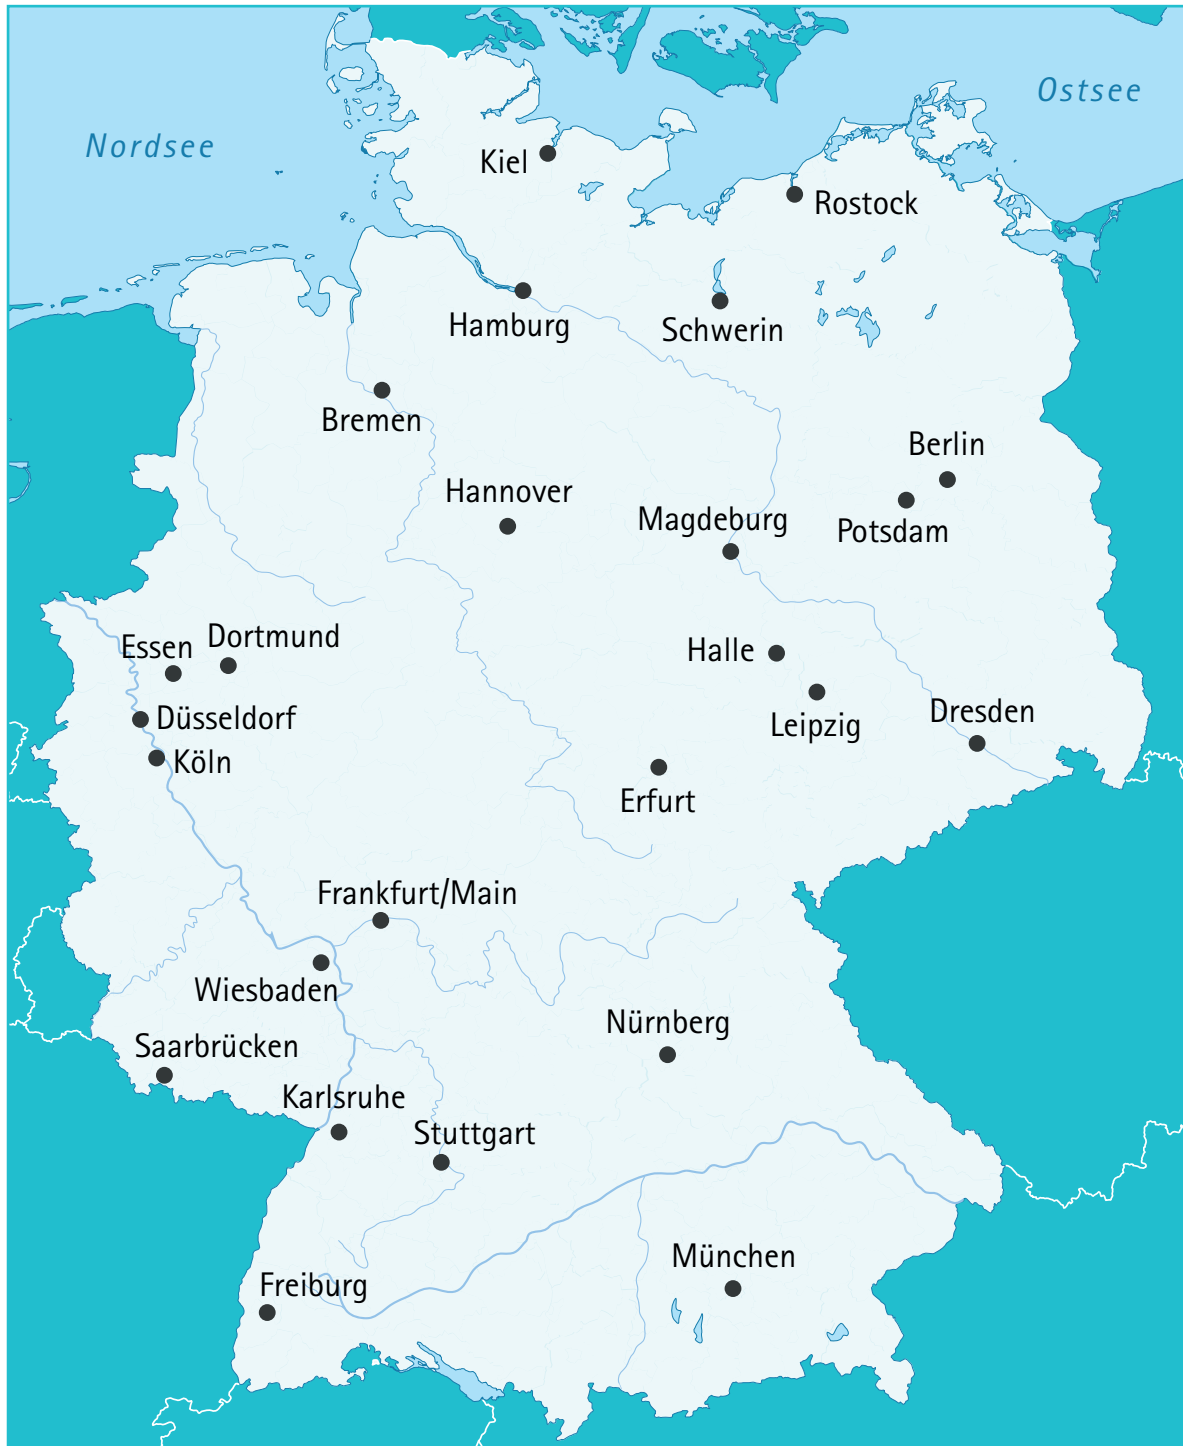 Ostsee
Nordsee
Kiel
Rostock
Hamburg
Schwerin
Bremen
Berlin
Hannover
Magdeburg
Potsdam
Dortmund
Essen
Halle
Düsseldorf
Leipzig
Dresden
Köln
Erfurt
Frankfurt/Main
Wiesbaden
Nürnberg
Saarbrücken
Karlsruhe
Stuttgart
München
Freiburg